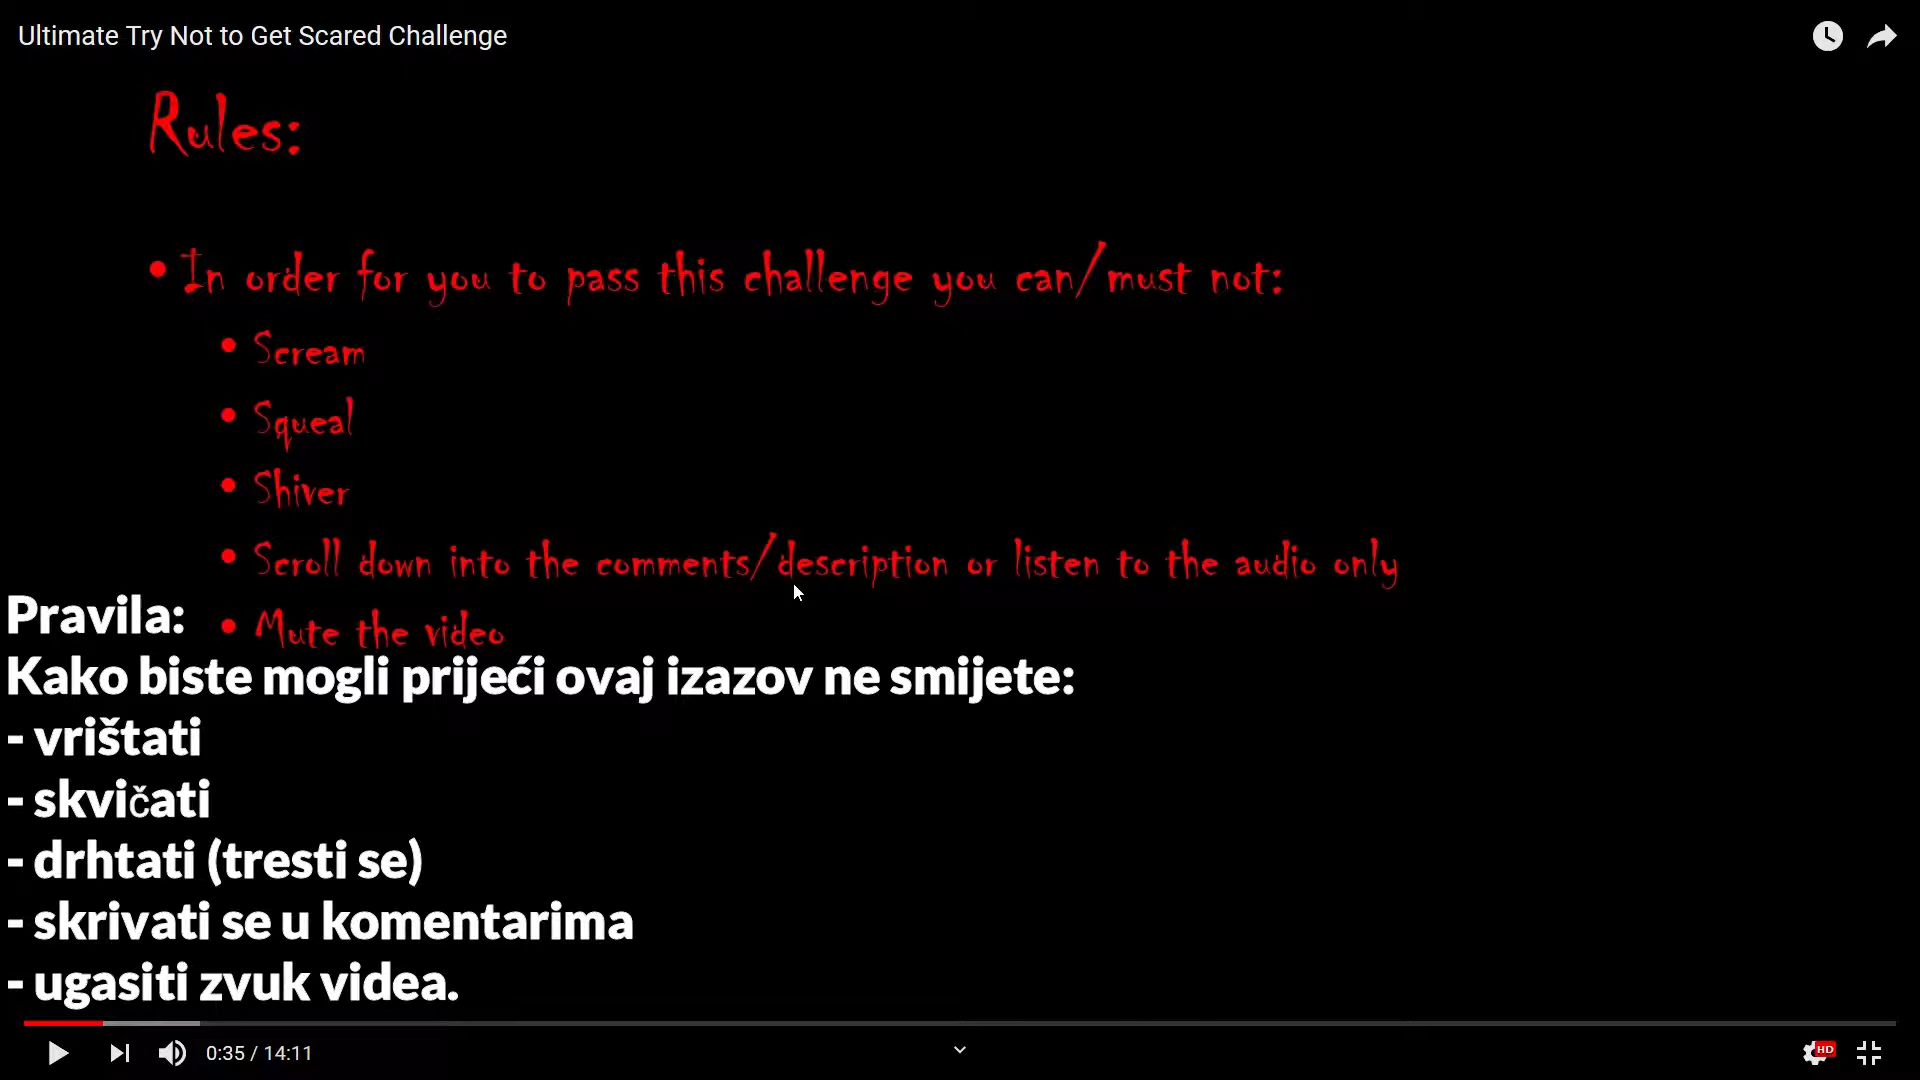 Ultimate Try Not to Get Scared Challenge
Rules:
• In order for you to pass this challenge you can/must not:
• Scream
• Squeal
• Shiver
• Scroll down into the comments/description or listen to the audio only
• Mute the video
Pravila:
Kako biste mogli prijeći ovaj izazov ne smijete:
- vrištati
- skvičati
- drhtati (tresti se)
- skrivati se u komentarima
- ugasiti zvuk videa.
0:35 / 14:11
HD